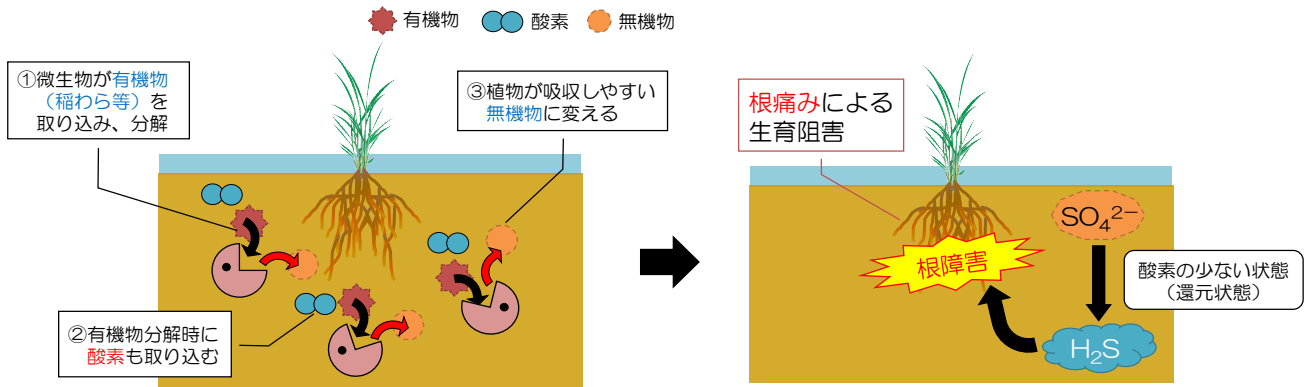 有機物 酸素 無機物
①微生物が有機物
（稲わら等）を
取り込み、分解
③植物が吸収しやすい
無機物に変える
②有機物分解時に
酸素も取り込む
根痛みによる
生育阻害
SO₄²⁻
根障害
酸素の少ない状態
（還元状態）
H₂S